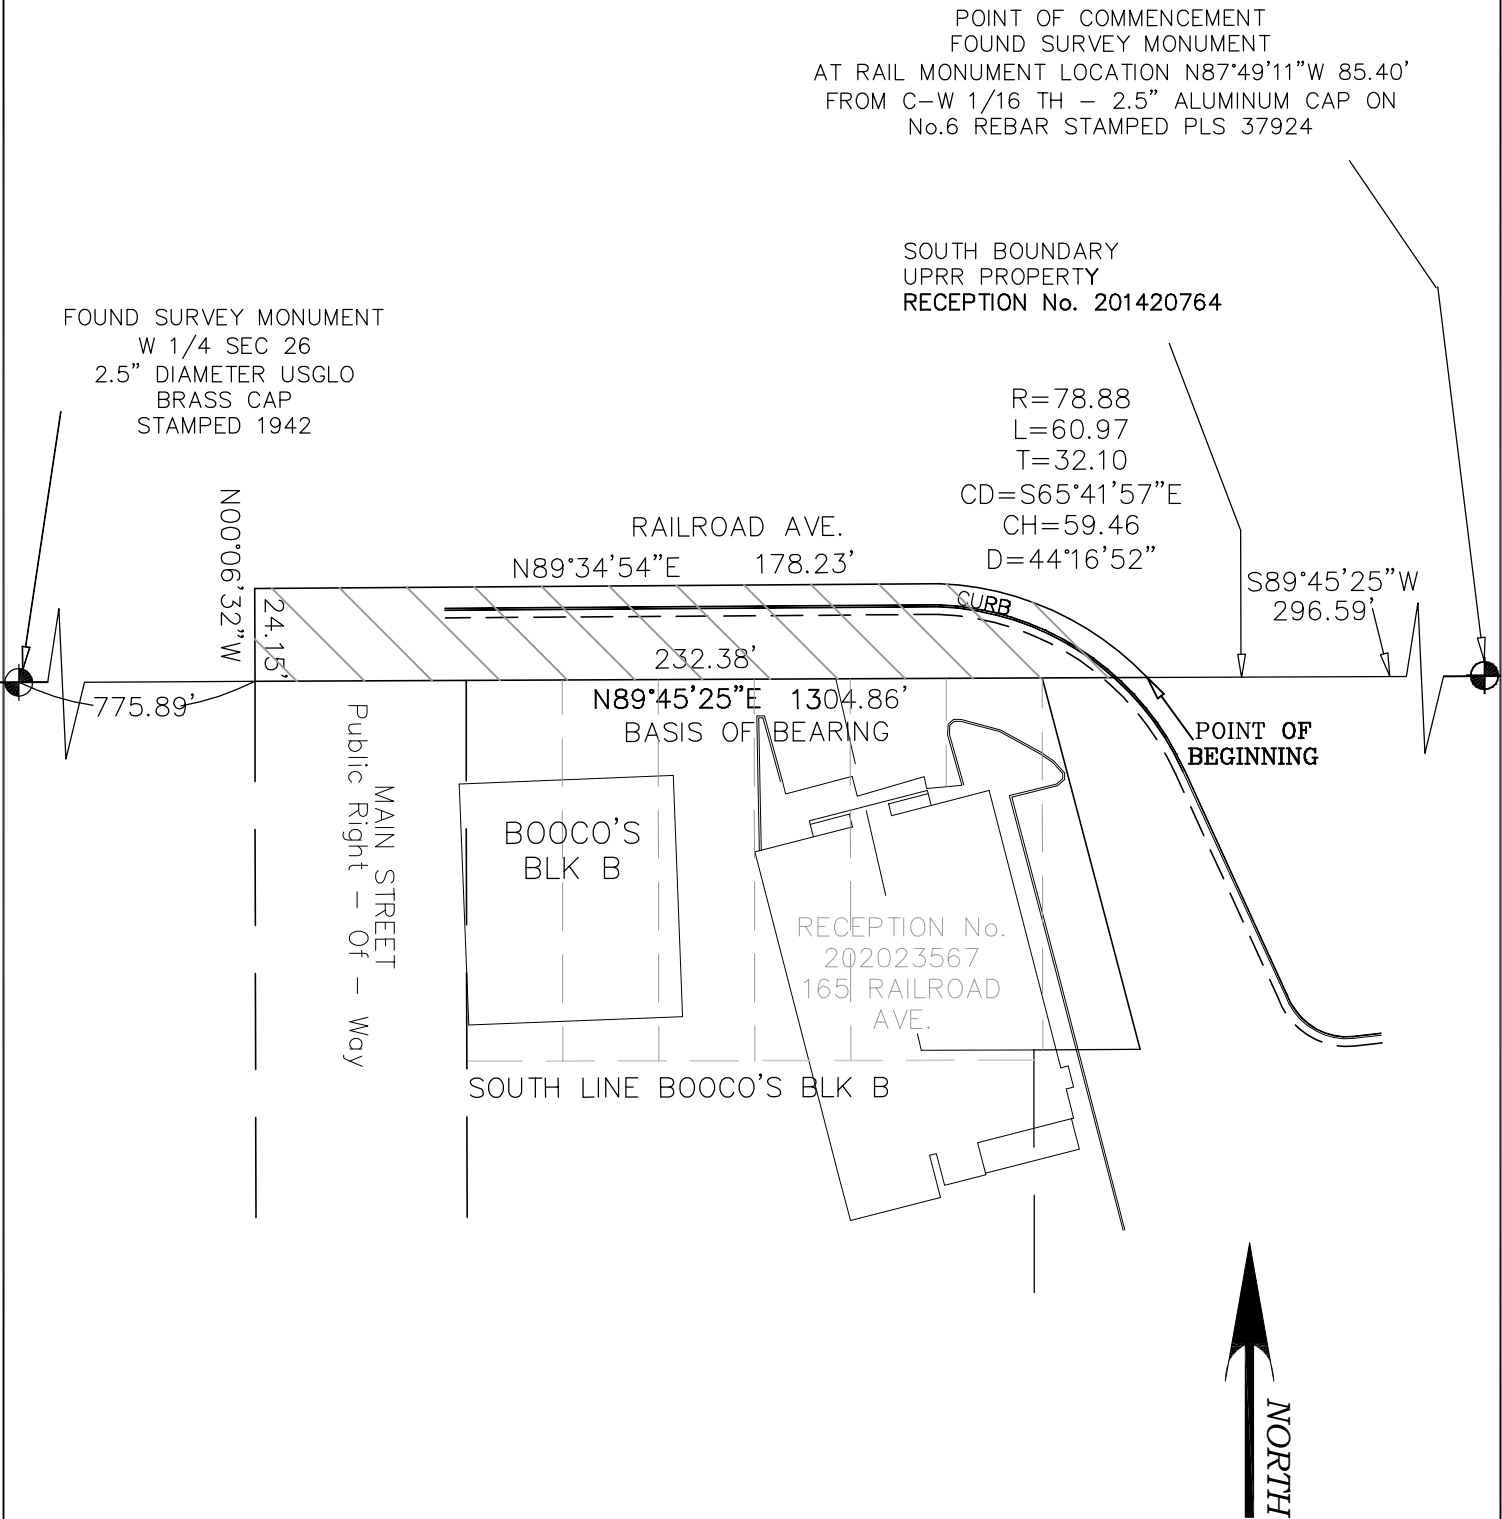 POINT OF COMMENCEMENT
FOUND SURVEY MONUMENT
AT RAIL MONUMENT LOCATION N87°49'11"W 85.40'
FROM C-W 1/16 TH - 2.5" ALUMINUM CAP ON
No.6 REBAR STAMPED PLS 37924
SOUTH BOUNDARY
UPRR PROPERTY
RECEPTION No. 201420764
FOUND SURVEY MONUMENT
W 1/4 SEC 26
2.5" DIAMETER USGLO
BRASS CAP
STAMPED 1942
R=78.88
L=60.97
T=32.10
CD=S65°41'57"E
CH=59.46
D=44°16'52"
N00°06'32"W
24.15'
RAILROAD AVE.
N89°34'54"E 178.23'
CURB
S89°45'25"W
296.59'
232.38'
775.89'
N89°45'25"E 1304.86'
BASIS OF BEARING
POINT OF
BEGINNING
MAIN STREET
Public Right - Of - Way
BOOCO'S
BLK B
RECEPTION No.
202023567
165 RAILROAD
AVE.
SOUTH LINE BOOCO'S BLK B
NORTH